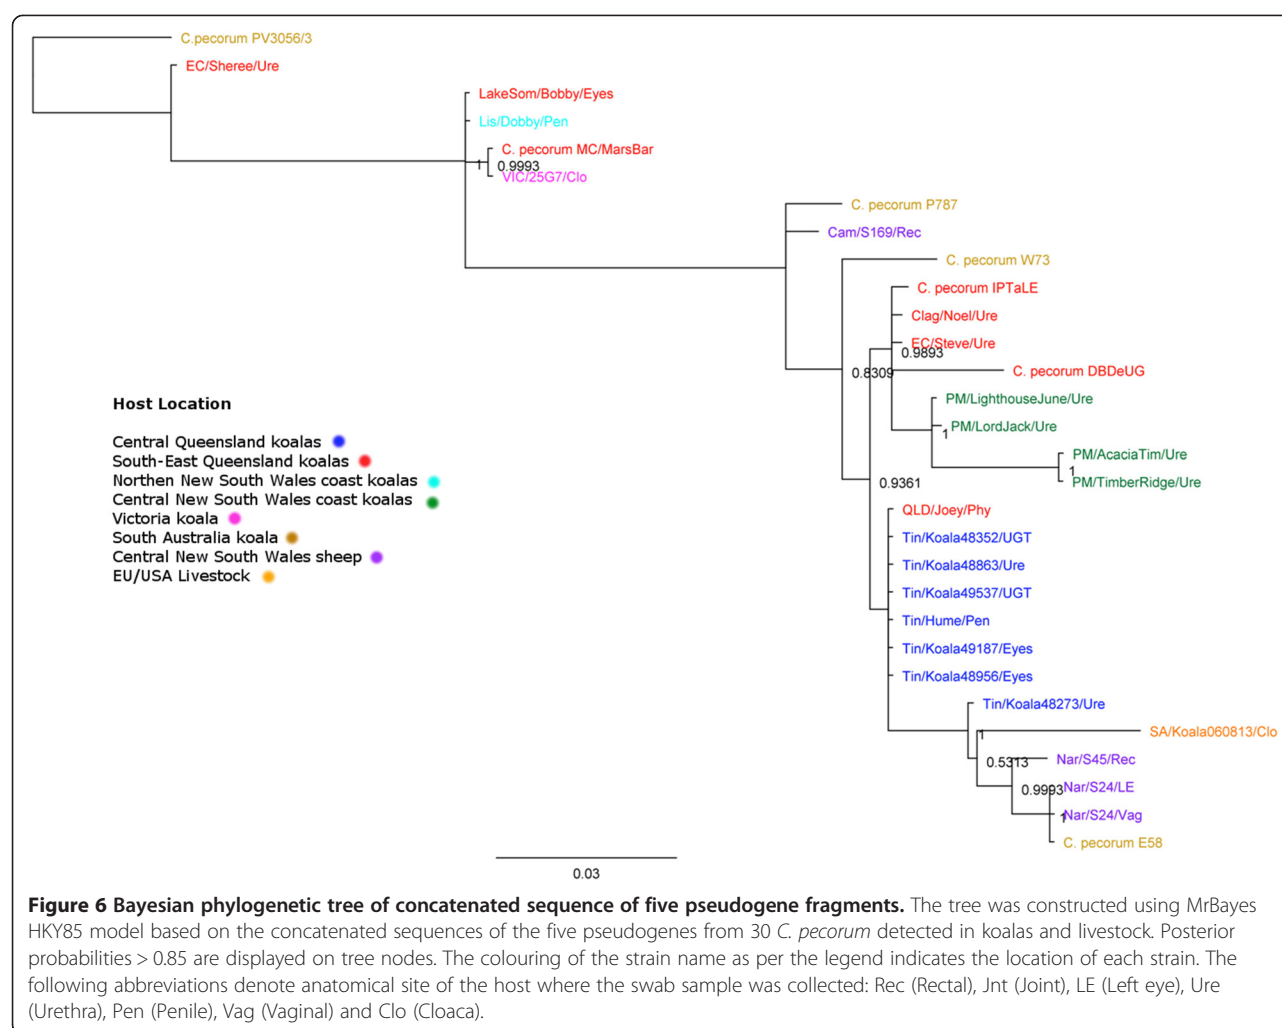 C.pecorum PV3056/3
EC/Sheree/Ure
LakeSom/Bobby/Eyes
Lis/Dobby/Pen
C. pecorum MC/MarsBar
1
0.9993
VIC/25G7/Clo
C. pecorum P787
Cam/S169/Rec
C. pecorum W73
C. pecorum IPTaLE
Clag/Noel/Ure
EC/Steve/Ure
0.9893
0.8309
C. pecorum DBDeUG
PM/LighthouseJune/Ure
PM/LordJack/Ure
1
PM/AcaciaTim/Ure
1
PM/TimberRidge/Ure
0.9361
QLD/Joey/Phy
Tin/Koala48352/UGT
Tin/Koala48863/Ure
Tin/Koala49537/UGT
Tin/Hume/Pen
Tin/Koala49187/Eyes
Tin/Koala48956/Eyes
Tin/Koala48273/Ure
1
SA/Koala060813/Clo
0.5313
Nar/S45/Rec
0.9993
Nar/S24/LE
1
Nar/S24/Vag
C. pecorum E58
Host Location
Central Queensland koalas
South-East Queensland koalas
Northen New South Wales coast koalas
Central New South Wales coast koalas
Victoria koala
South Australia koala
Central New South Wales sheep
EU/USA Livestock
0.03
Figure 6 Bayesian phylogenetic tree of concatenated sequence of five pseudogene fragments. The tree was constructed using MrBayes
HKY85 model based on the concatenated sequences of the five pseudogenes from 30 C. pecorum detected in koalas and livestock. Posterior
probabilities > 0.85 are displayed on tree nodes. The colouring of the strain name as per the legend indicates the location of each strain. The
following abbreviations denote anatomical site of the host where the swab sample was collected: Rec (Rectal), Jnt (Joint), LE (Left eye), Ure
(Urethra), Pen (Penile), Vag (Vaginal) and Clo (Cloaca).